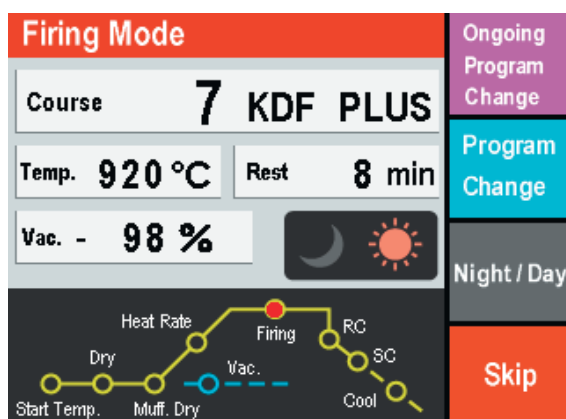 Firing Mode
Course 7 KDF PLUS
Temp. 920 °C Rest 8 min
Vac. - 98 %
Heat Rate
Firing
RC
Dry
Vac.
SC
Start Temp.
Muff. Dry
Cool
Ongoing
Program
Change
Program
Change
Night / Day
Skip